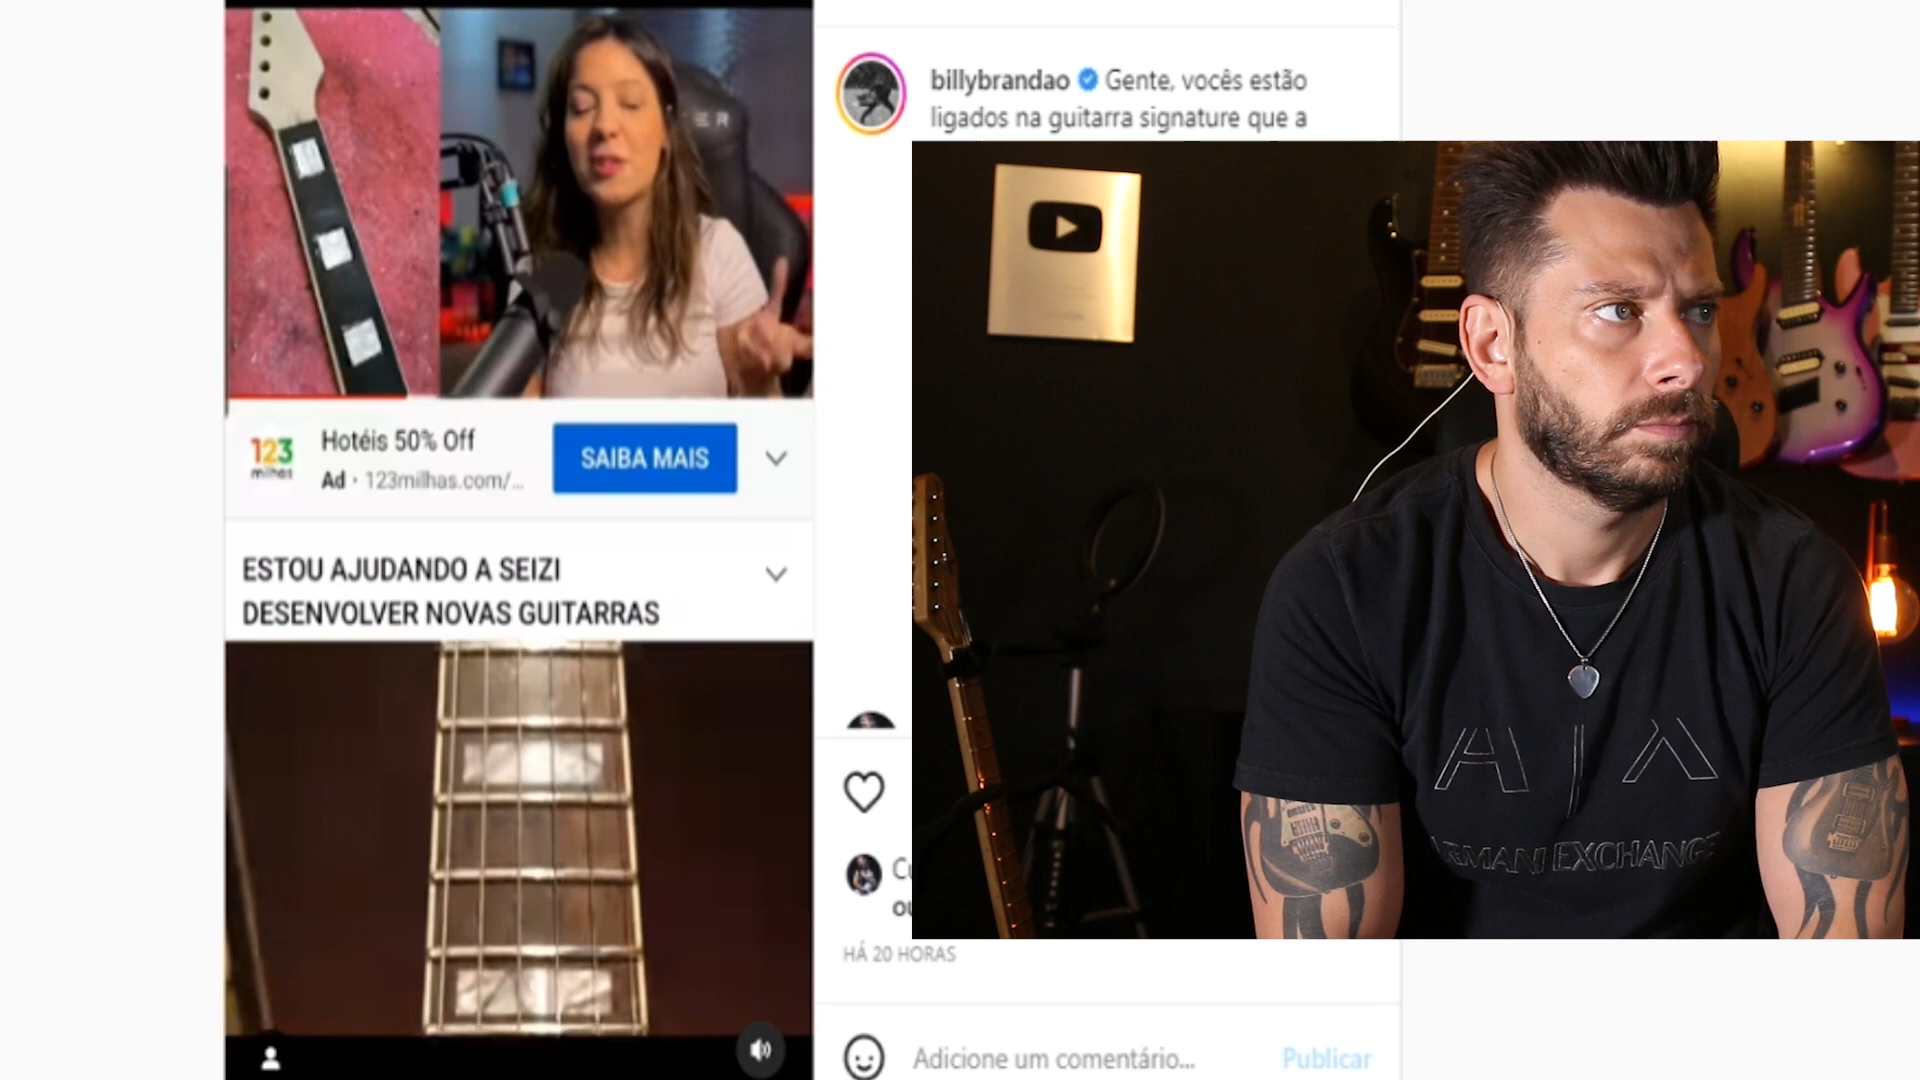 ER
123
milhas
Hotéis 50% Off
Ad · 123milhas.com/...
SAIBA MAIS
ESTOU AJUDANDO A SEIZI
DESENVOLVER NOVAS GUITARRAS
billybrandao Gente, vocês estão
ligados na guitarra signature que a
HÁ 20 HORAS
Adicione um comentário...
Publicar
A|X
ARMANI EXCHANGE